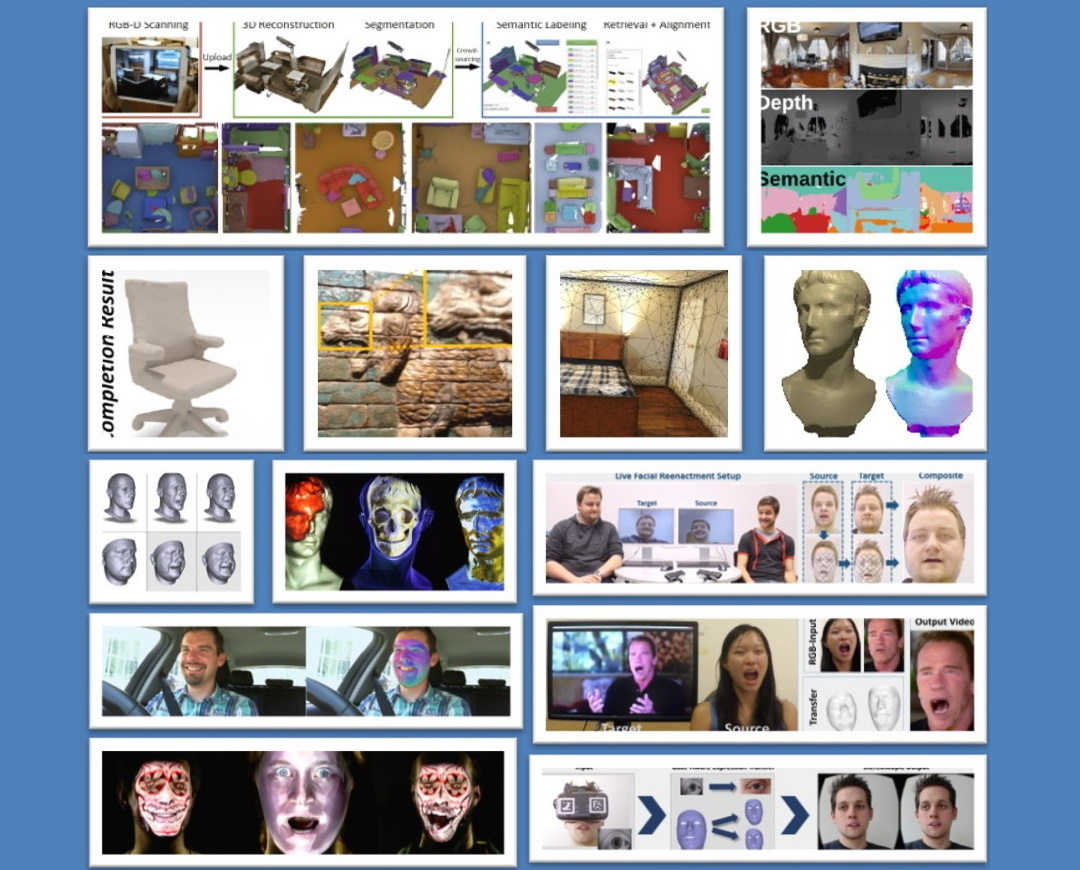 RGB-D Scanning
3D Reconstruction
Segmentation
Semantic Labeling
Retrieval + Alignment
Upload
Crowd-
sourcing
RGB
Depth
Semantic
ompletion Result
Live Facial Reenactment Setup
Source
Target
Composite
Target
Source
RGB-Input
Transfer
Output Video
Target
Source
Input
Stereoscopic Output